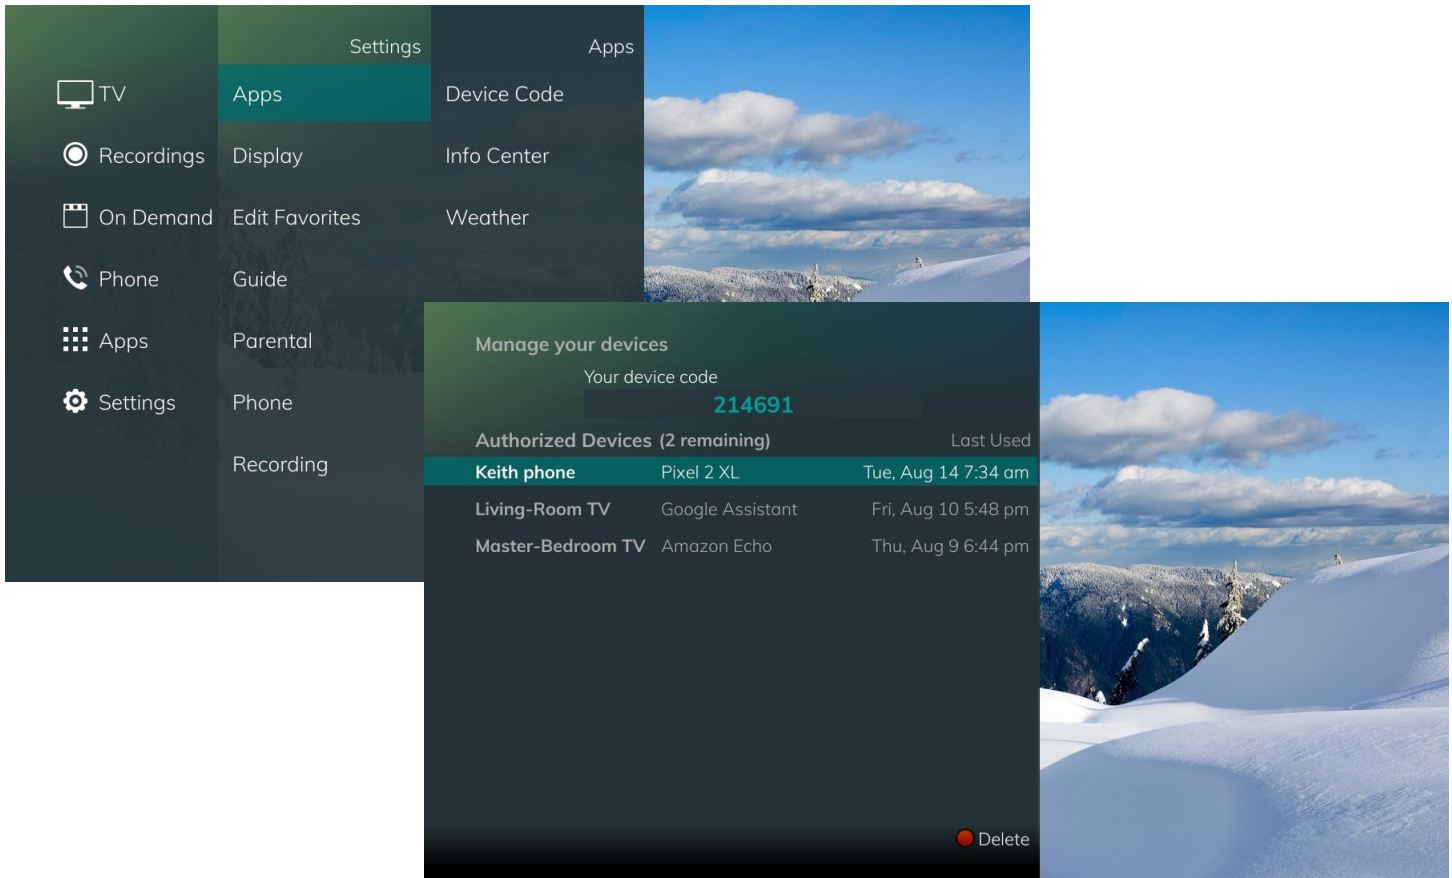 Settings
Apps
TV
Apps
Device Code
Recordings
Display
Info Center
On Demand
Edit Favorites
Weather
Phone
Guide
Apps
Parental
Settings
Phone
Recording
Manage your devices
Your device code
214691
Authorized Devices (2 remaining) Last Used
Keith phone Pixel 2 XL Tue, Aug 14 7:34 am
Living-Room TV Google Assistant Fri, Aug 10 5:48 pm
Master-Bedroom TV Amazon Echo Thu, Aug 9 6:44 pm
Delete